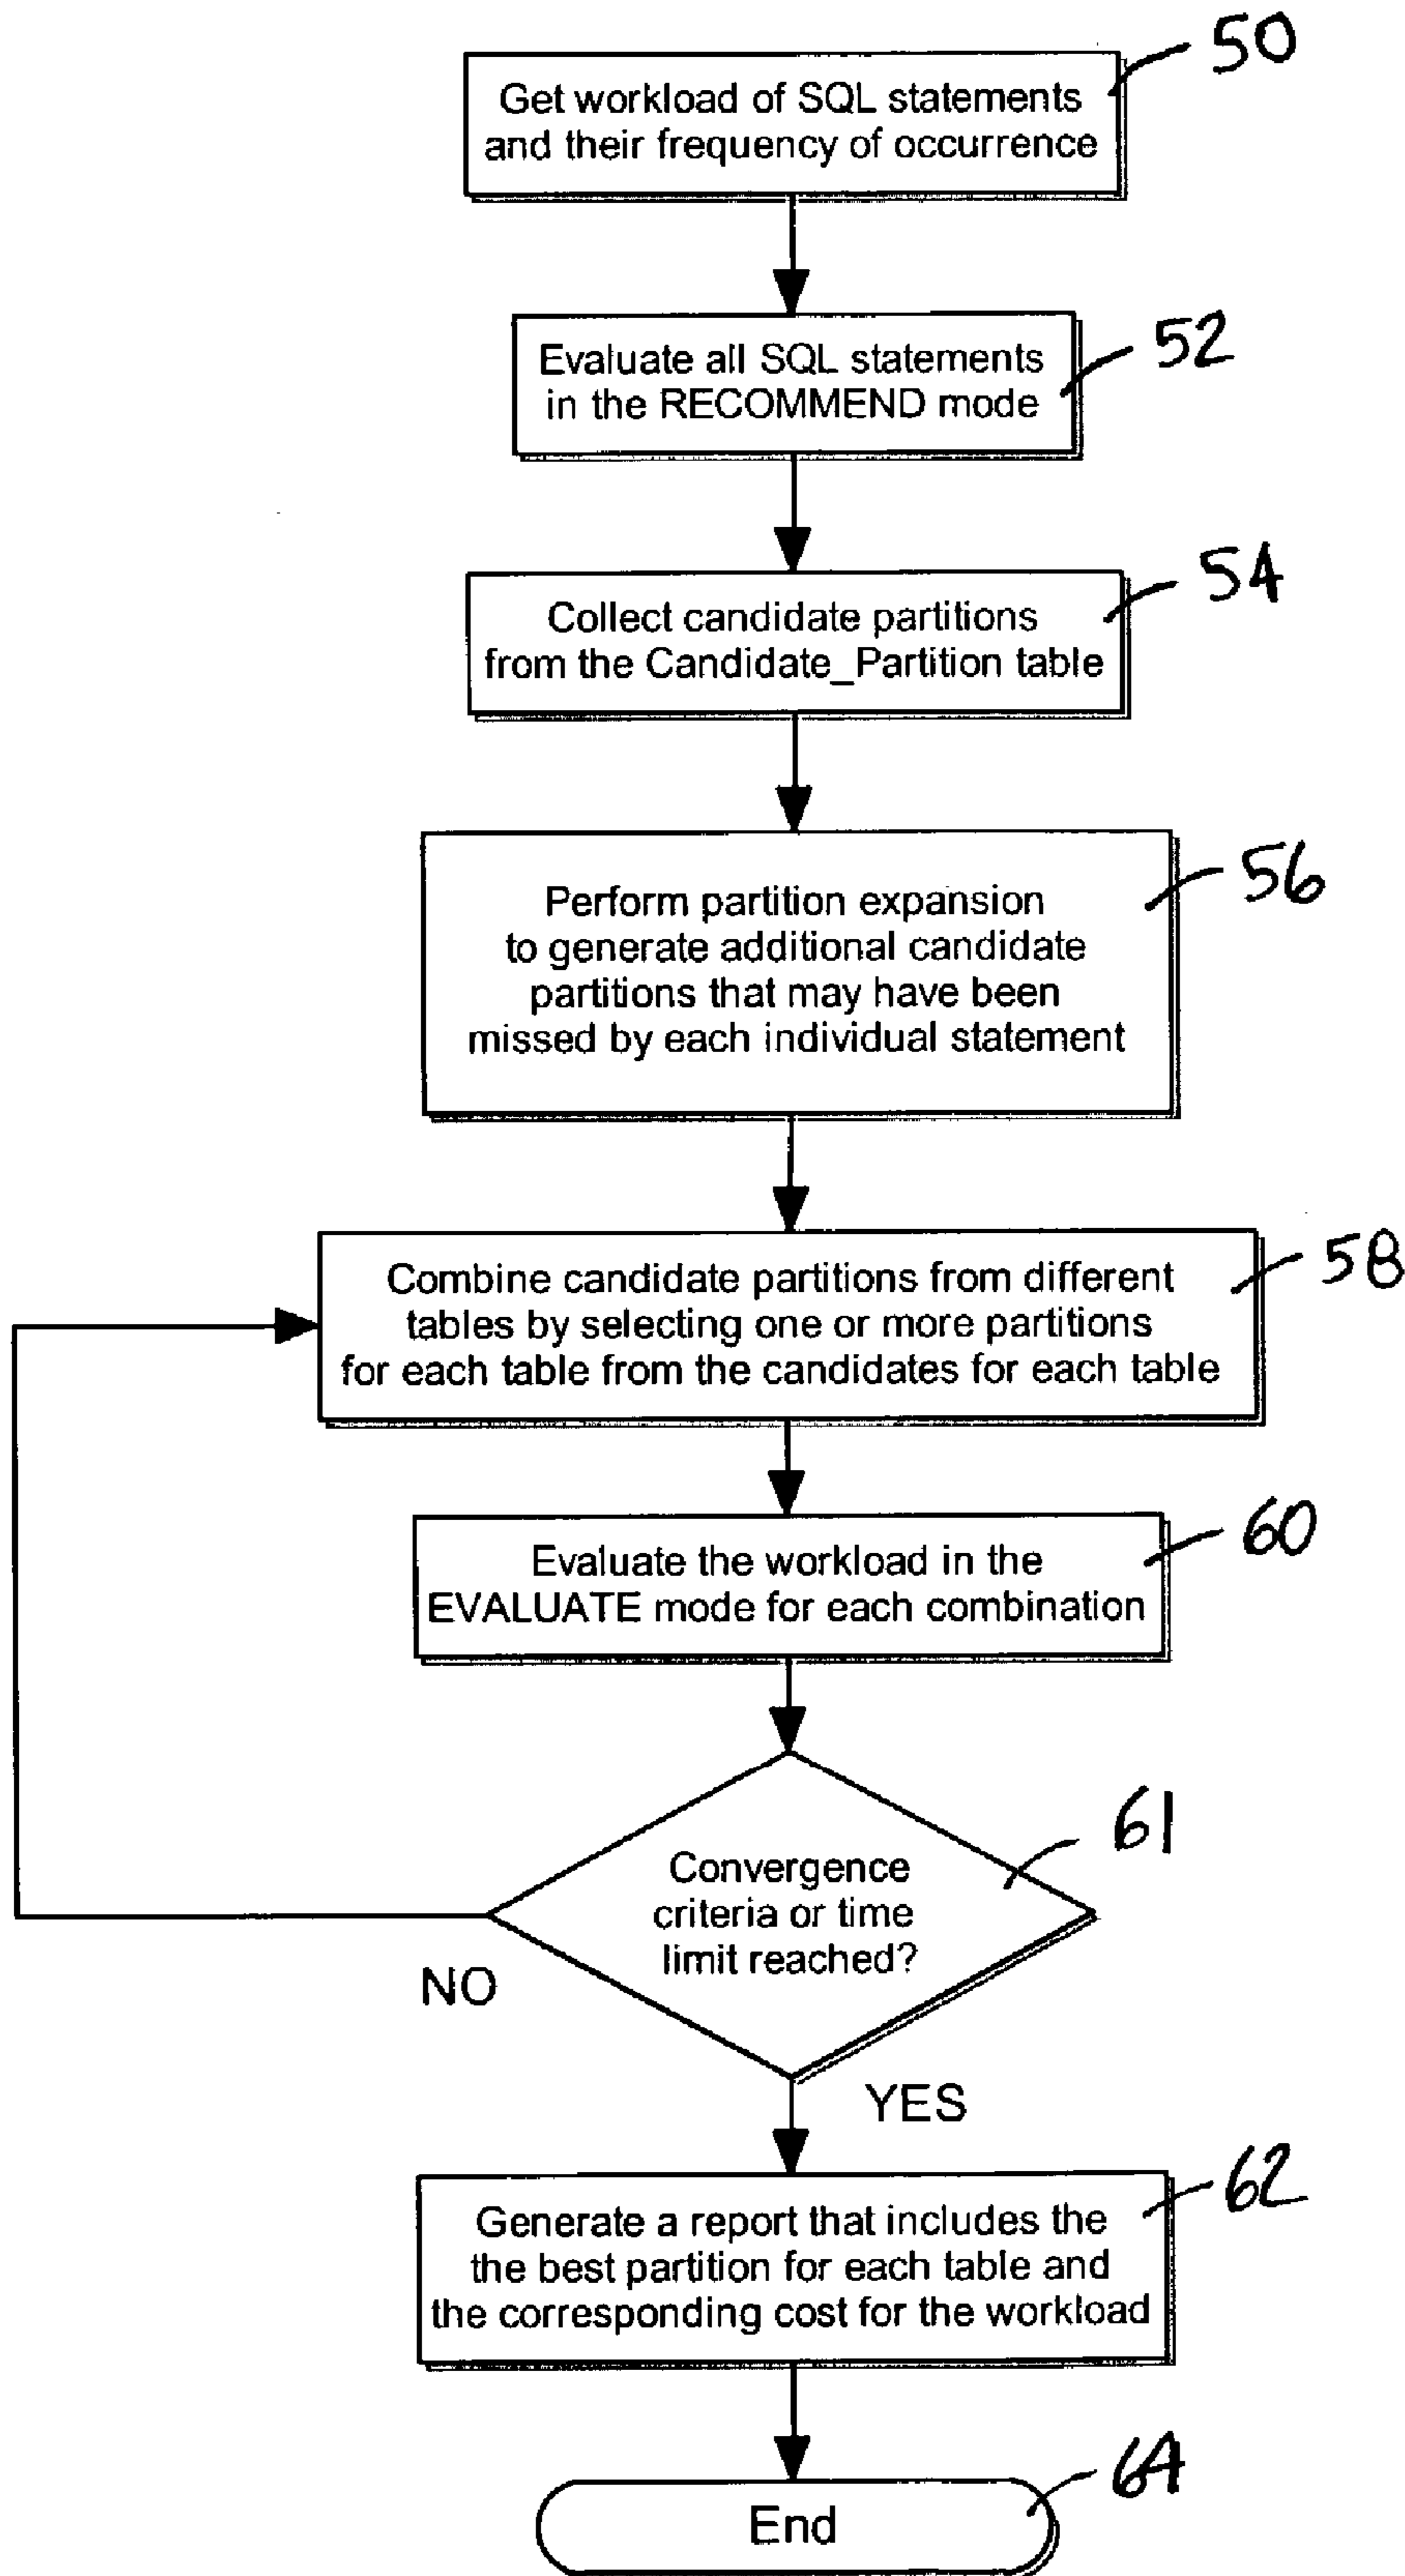 50
Get workload of SQL statements
and their frequency of occurrence
52
Evaluate all SQL statements
in the RECOMMEND mode
54
Collect candidate partitions
from the Candidate_Partition table
56
Perform partition expansion
to generate additional candidate
partitions that may have been
missed by each individual statement
58
Combine candidate partitions from different
tables by selecting one or more partitions
for each table from the candidates for each table
60
Evaluate the workload in the
EVALUATE mode for each combination
61
Convergence
criteria or time
limit reached?
NO
YES
62
Generate a report that includes the
the best partition for each table and
the corresponding cost for the workload
64
End